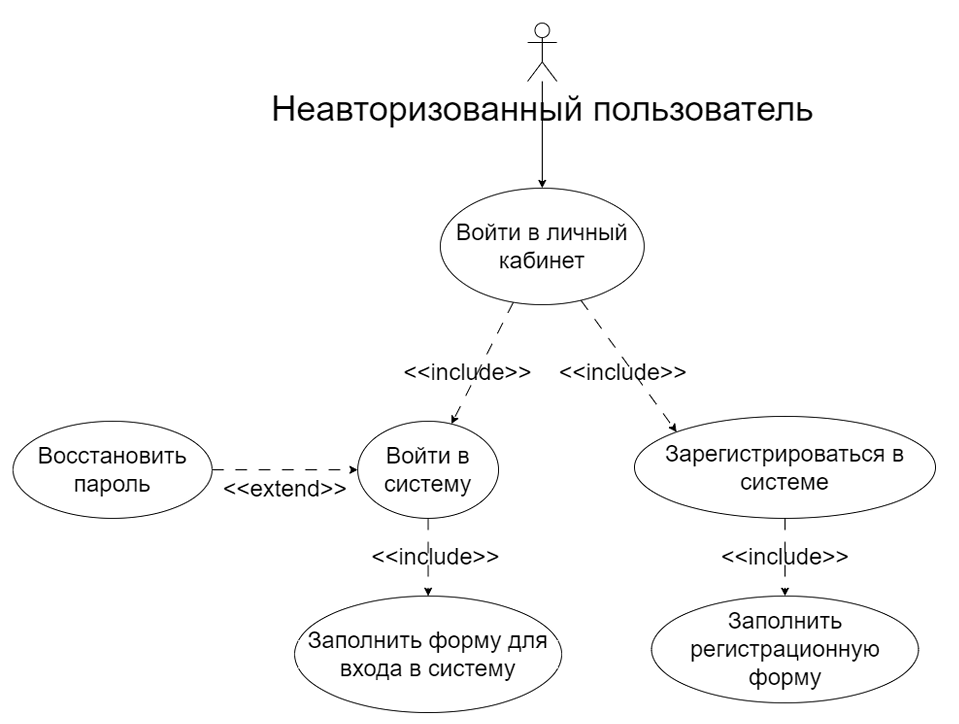 Неавторизованный пользователь
Войти в личный
кабинет
<<include>>
<<include>>
Восстановить
пароль
<<extend>>
Войти в
систему
Зарегистрироваться в
системе
<<include>>
<<include>>
Заполнить форму для
входа в систему
Заполнить
регистрационную
форму